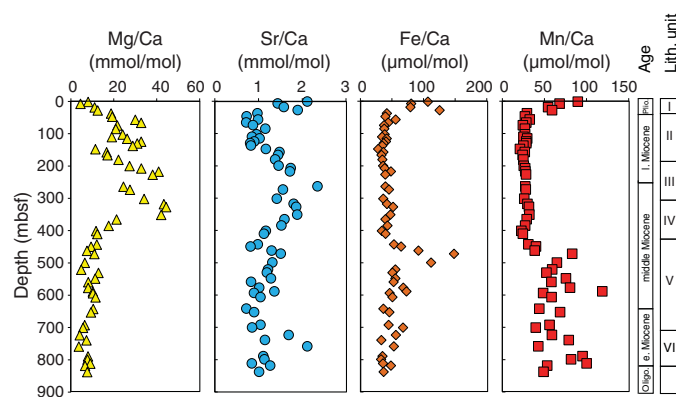 Mg/Ca
(mmol/mol)
Sr/Ca
(mmol/mol)
Fe/Ca
(µmol/mol)
Mn/Ca
(µmol/mol)
Age
Lith. unit
0 20 40 60
0 1 2 3
0 100 200
0 50 100 150
Depth (mbsf)
0
100
200
300
400
500
600
700
800
900
Plio.
l. Miocene
middle Miocene
e. Miocene
Oligo.
I
II
III
IV
V
VI